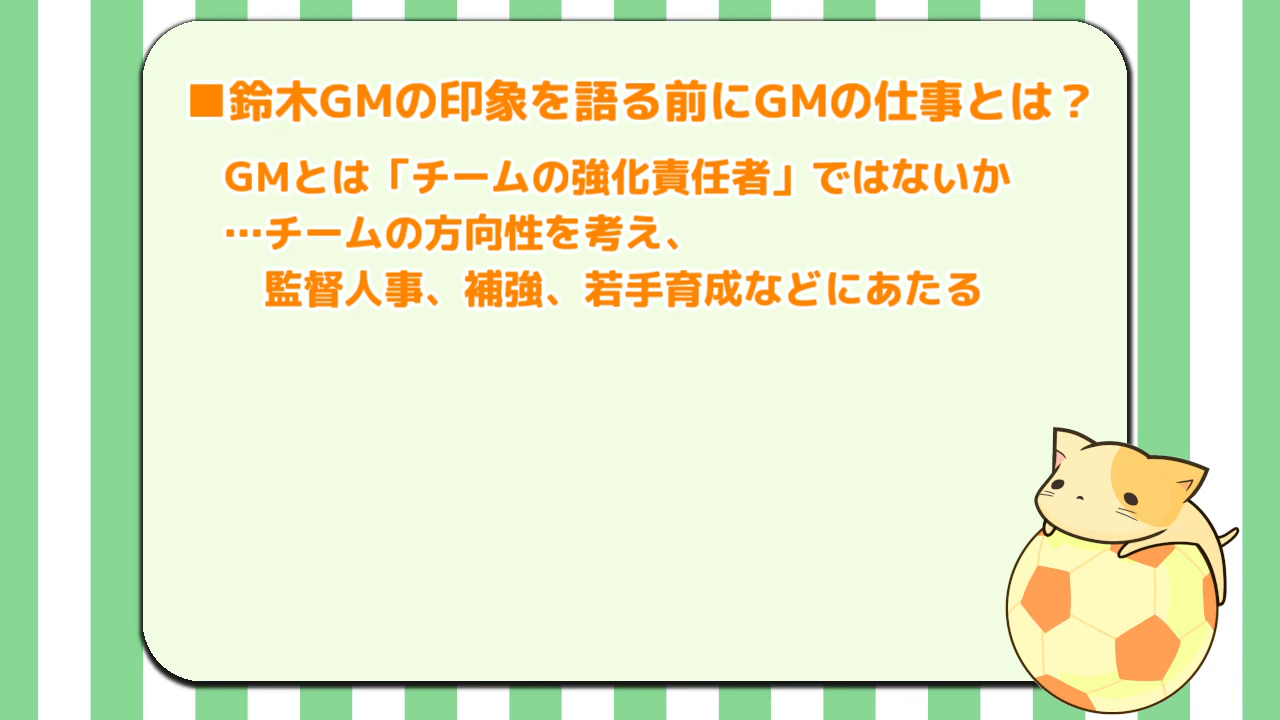 ■鈴木GMの印象を語る前にGMの仕事とは？
GMとは「チームの強化責任者」ではないか
…チームの方向性を考え、
監督人事、補強、若手育成などにあたる